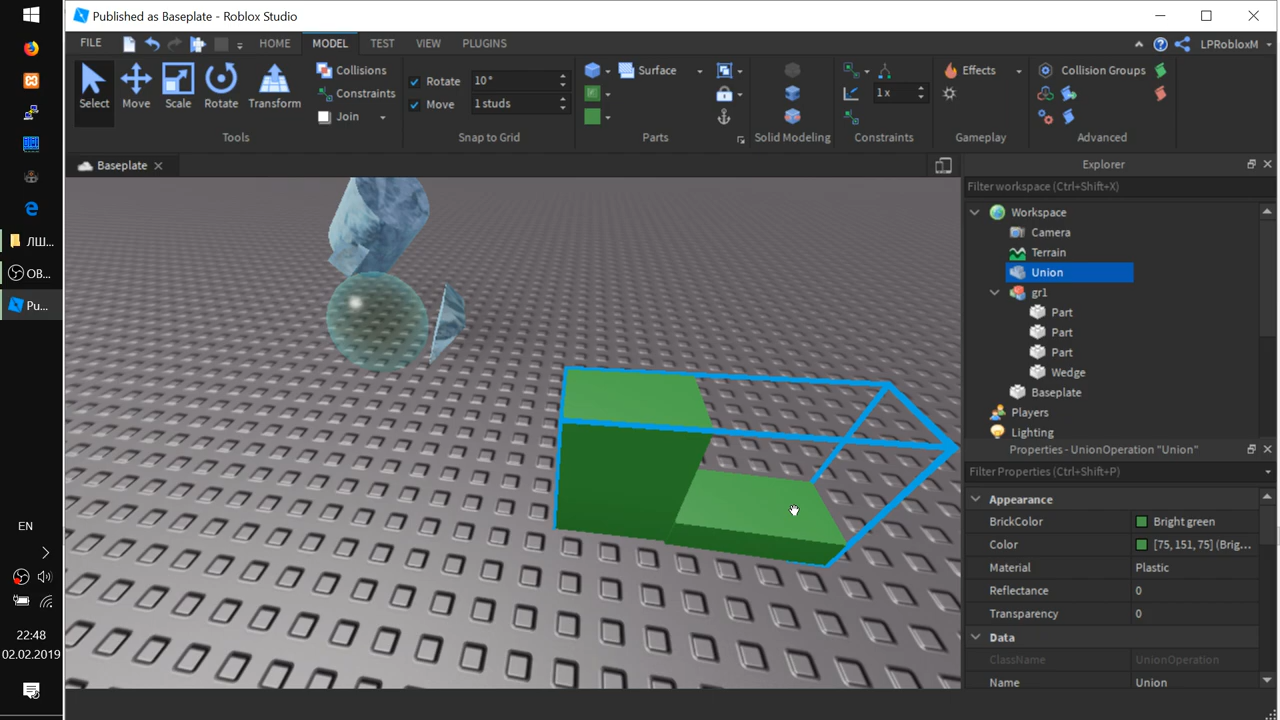 Published as Baseplate - Roblox Studio
FILE HOME MODEL TEST VIEW PLUGINS LPRobloxM
Select Move Scale Rotate Transform
Collisions
Constraints
Join
Tools
Rotate 10°
Move 1 studs
Snap to Grid
Surface
Parts
Solid Modeling
1 x
Constraints
Effects
Gameplay
Collision Groups
Advanced
Baseplate
Explorer
Filter workspace (Ctrl+Shift+X)
Workspace
Camera
Terrain
Union
gr1
Part
Part
Part
Wedge
Baseplate
Players
Lighting
Properties - UnionOperation "Union"
Filter Properties (Ctrl+Shift+P)
Appearance
BrickColor Bright green
Color [75, 151, 75] (Brig...
Material Plastic
Reflectance 0
Transparency 0
Data
ClassName UnionOperation
Name Union
ЛШ...
OB...
Pu...
EN
22:48
02.02.2019